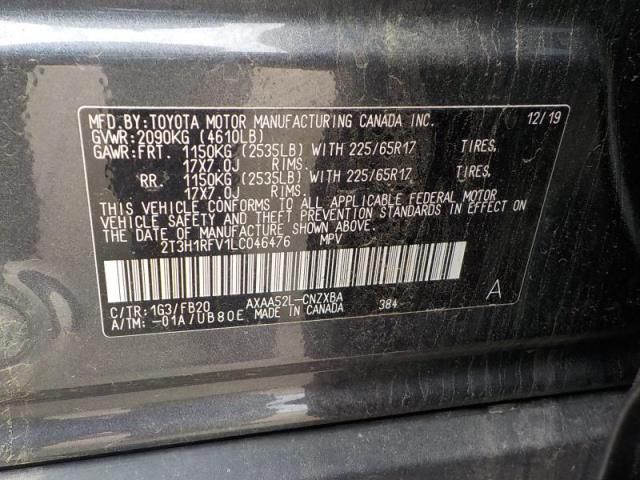 MFD.BY:TOYOTA MOTOR MANUFACTURING CANADA INC. 12/19
GVWR:2090KG (4610LB)
GAWR:FRT. 1150KG (2535LB) WITH 225/65R17 TIRES,
17X7.0J RIMS.
RR. 1150KG (2535LB) WITH 225/65R17 TIRES,
17X7.0J RIMS.
THIS VEHICLE CONFORMS TO ALL APPLICABLE FEDERAL MOTOR
VEHICLE SAFETY AND THEFT PREVENTION STANDARDS IN EFFECT ON
THE DATE OF MANUFACTURE SHOWN ABOVE.
2T3H1RFV1LC046476 MPV
C/TR:1G3/FB20 AXAA52L-CNZXBA 384 A
A/TM:-01A/UB80E MADE IN CANADA